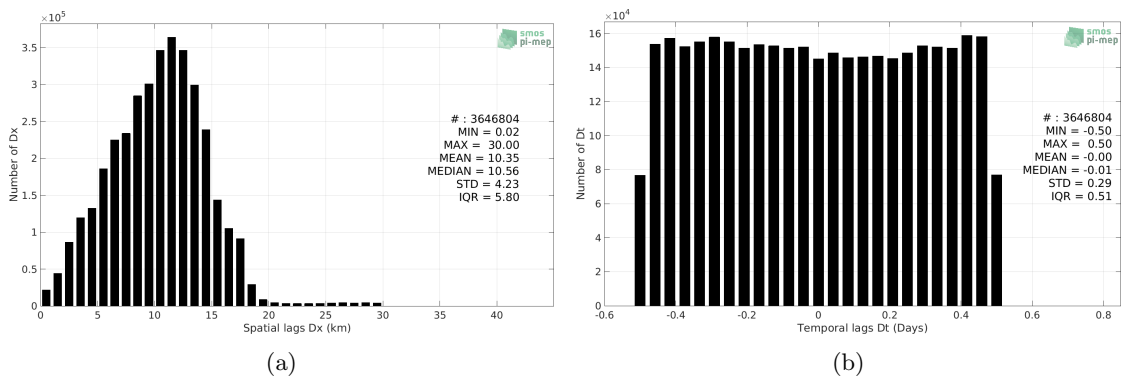 ×10⁵
smos
pi-mep
3.5
3
2.5
2
1.5
1
0.5
0
Number of Dx
# : 3646804
MIN = 0.02
MAX = 30.00
MEAN = 10.35
MEDIAN = 10.56
STD = 4.23
IQR = 5.80
0 5 10 15 20 25 30 35 40
Spatial lags Dx (km)
(a)
×10⁴
smos
pi-mep
16
14
12
10
8
6
4
2
0
Number of Dt
# : 3646804
MIN = -0.50
MAX = 0.50
MEAN = -0.00
MEDIAN = -0.01
STD = 0.29
IQR = 0.51
-0.6 -0.4 -0.2 0 0.2 0.4 0.6 0.8
Temporal lags Dt (Days)
(b)